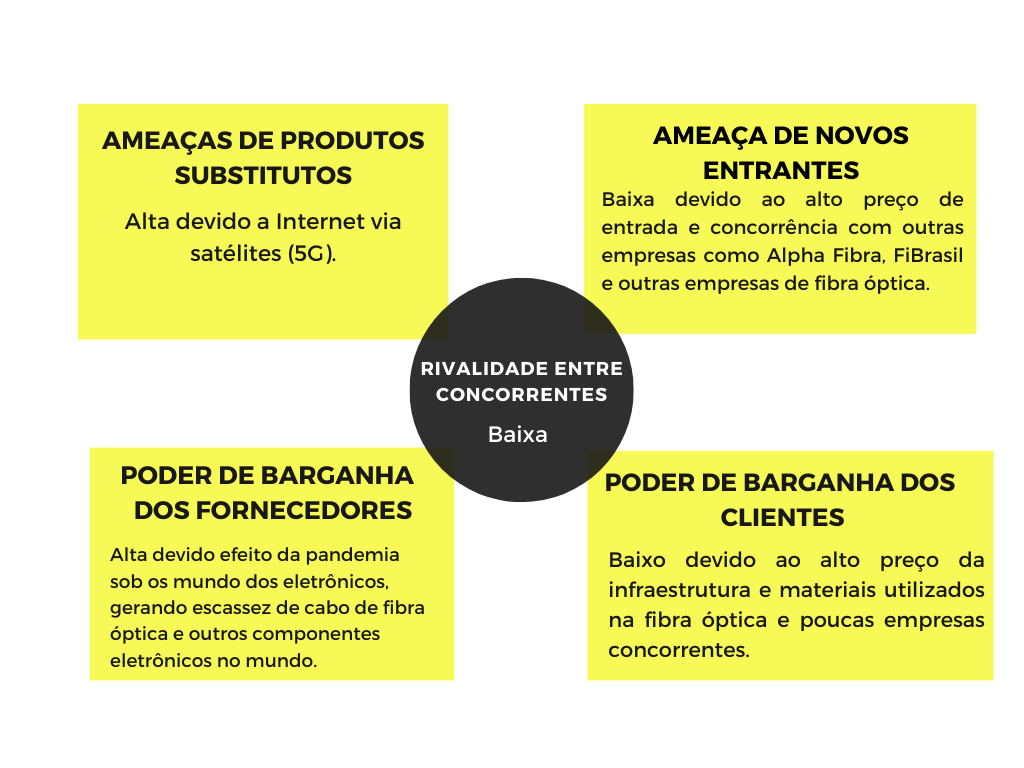 AMEAÇAS DE PRODUTOS
SUBSTITUTOS
Alta devido a Internet via
satélites (5G).
AMEAÇA DE NOVOS
ENTRANTES
Baixa devido ao alto preço de
entrada e concorrência com outras
empresas como Alpha Fibra, FiBrasil
e outras empresas de fibra óptica.
RIVALIDADE ENTRE
CONCORRENTES
Baixa
PODER DE BARGANHA
DOS FORNECEDORES
Alta devido efeito da pandemia
sob os mundo dos eletrônicos,
gerando escassez de cabo de fibra
óptica e outros componentes
eletrônicos no mundo.
PODER DE BARGANHA DOS
CLIENTES
Baixo devido ao alto preço da
infraestrutura e materiais utilizados
na fibra óptica e poucas empresas
concorrentes.